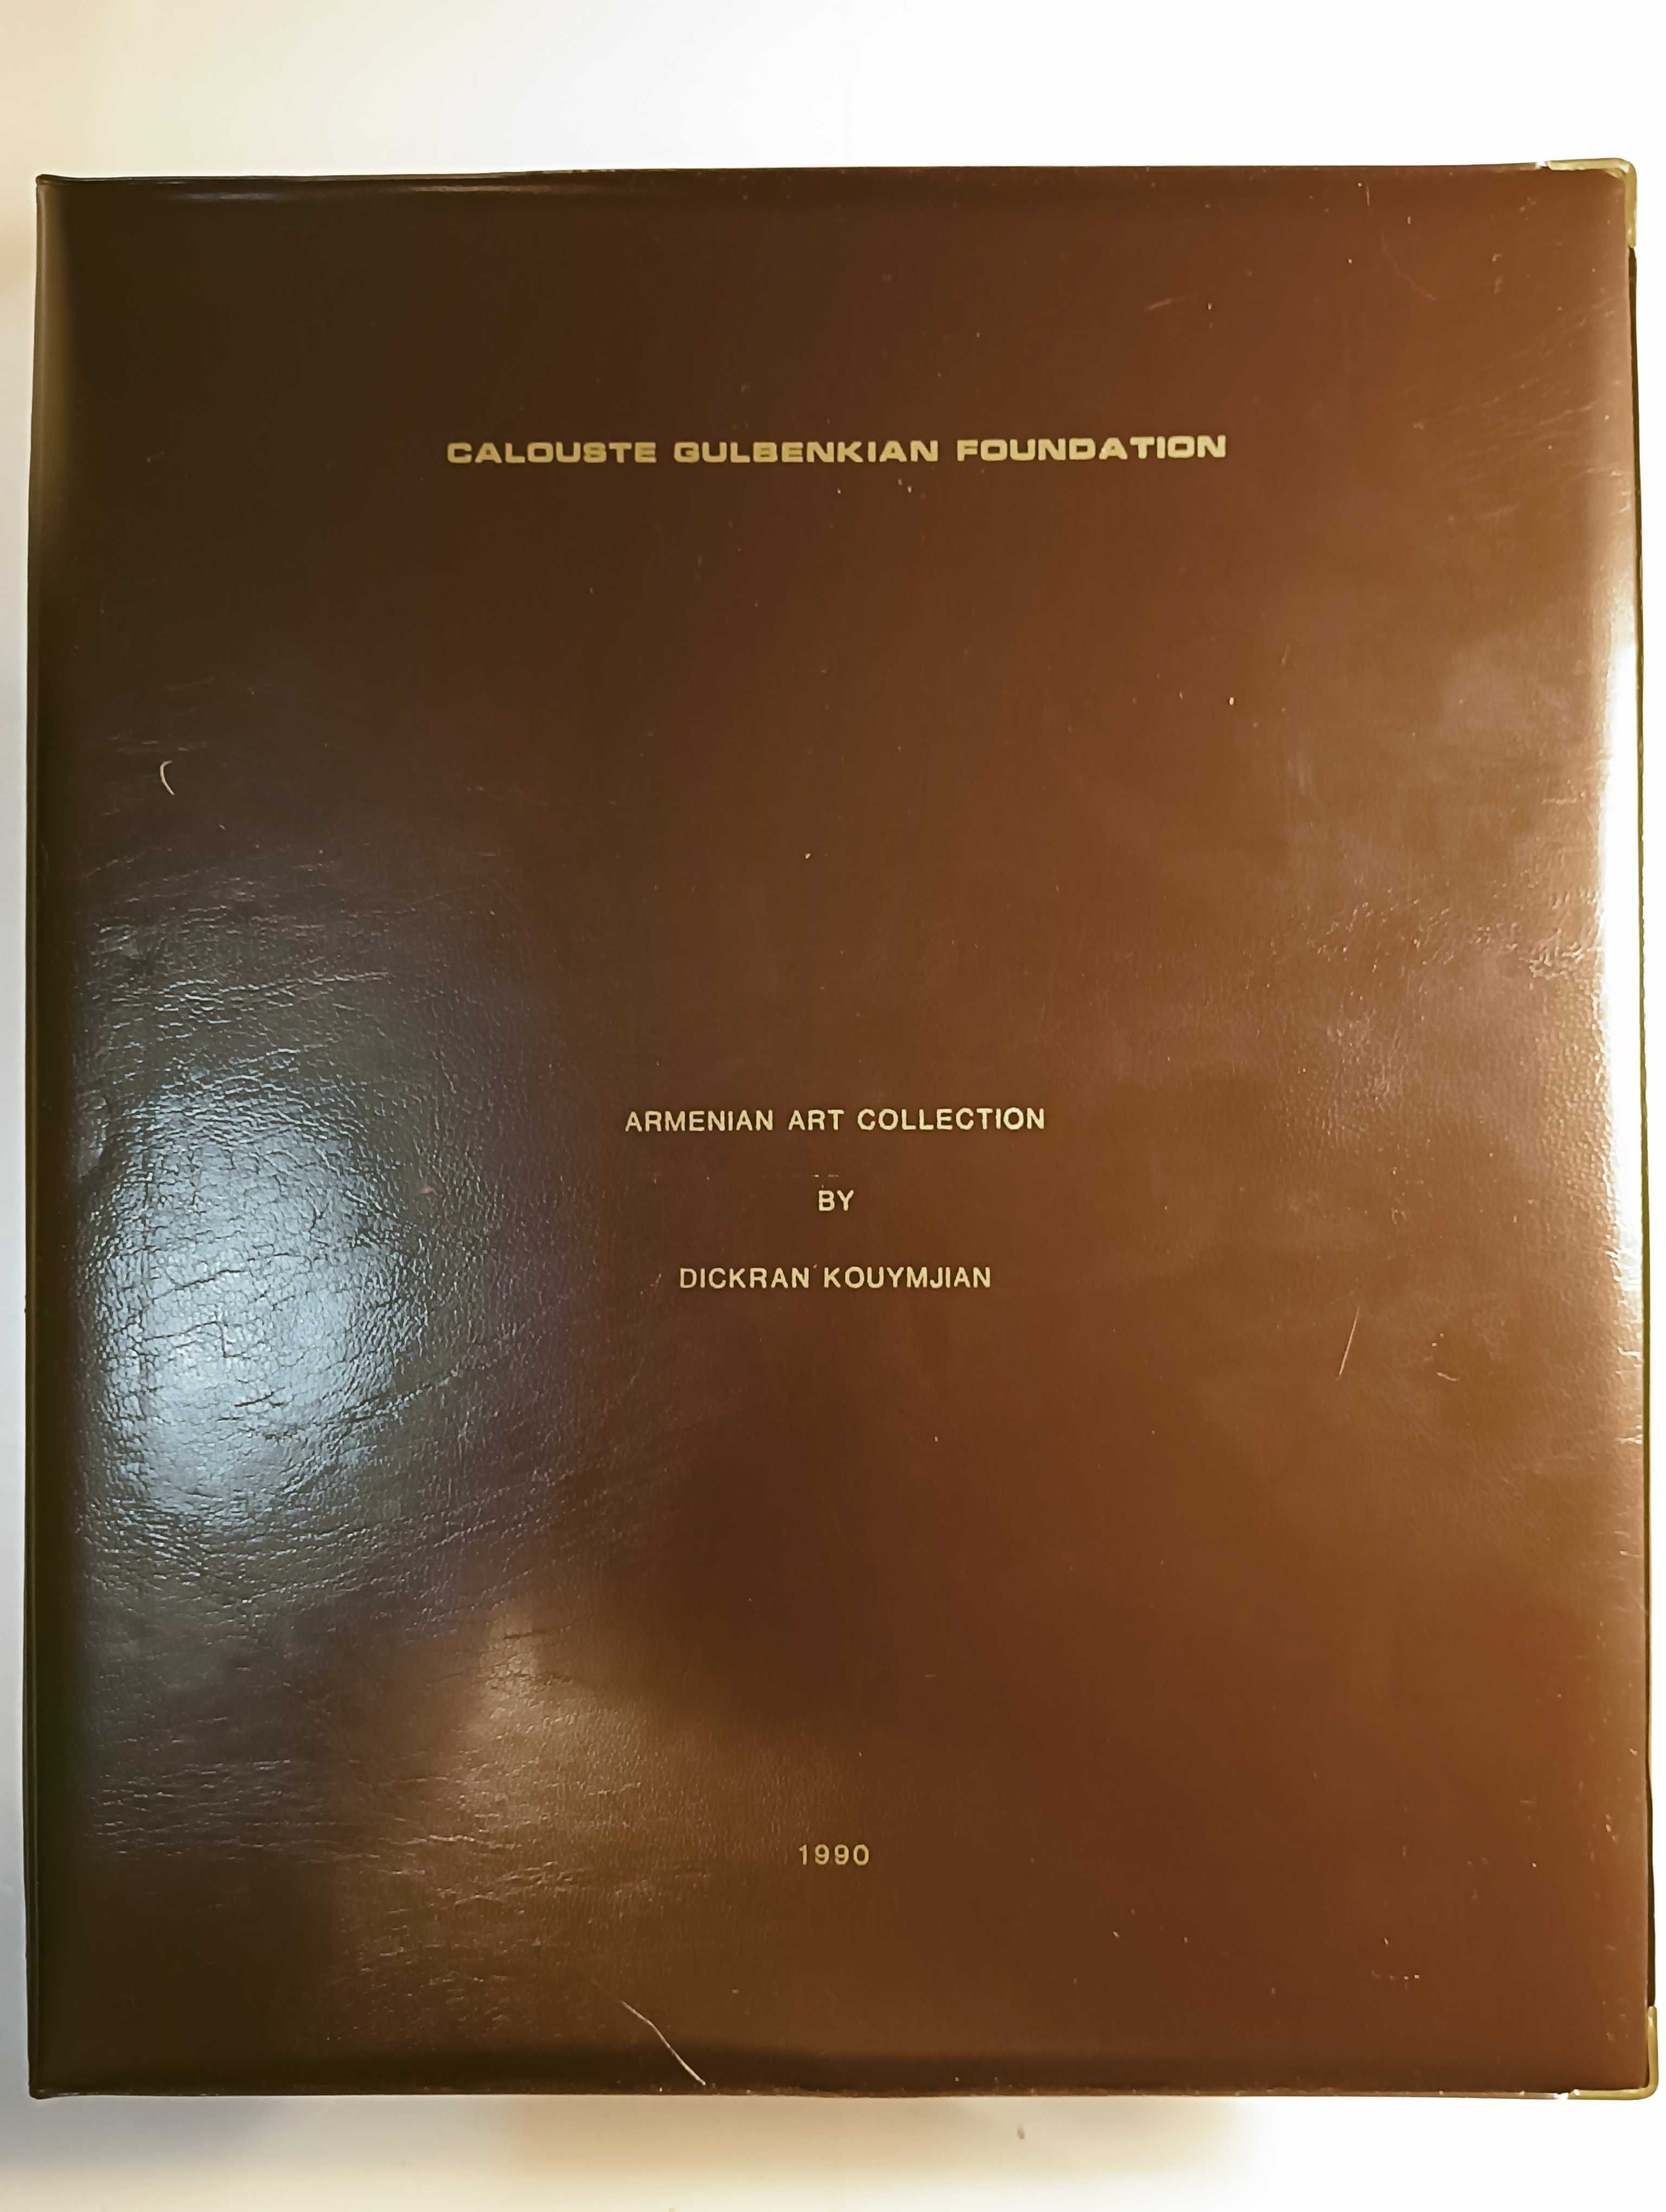 CALOUSTE GULBENKIAN FOUNDATION
ARMENIAN ART COLLECTION
BY
DICKRAN KOUYMJIAN
1990